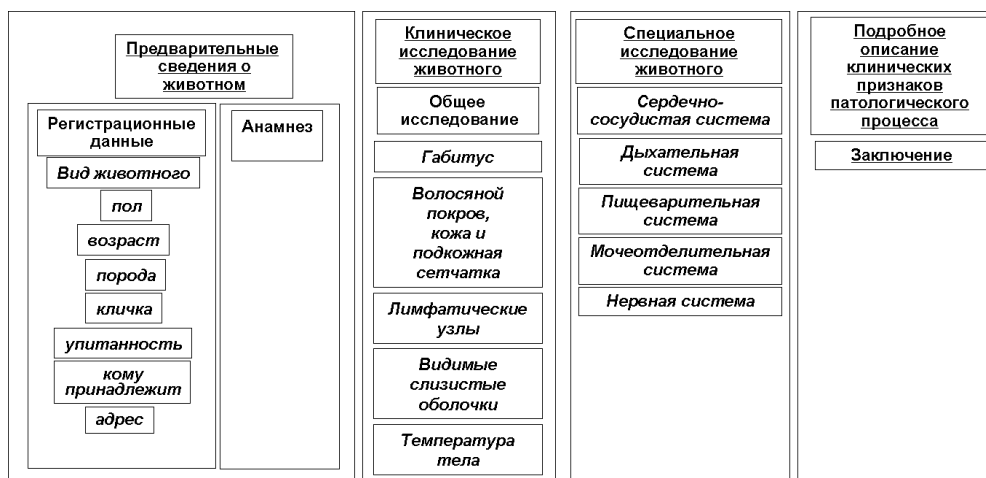 Предварительные
сведения о
животном
Регистрационные
данные
Вид животного
пол
возраст
порода
кличка
упитанность
кому
принадлежит
адрес
Анамнез
Клиническое
исследование
животного
Общее
исследование
Габитус
Волосяной
покров,
кожа и
подкожная
сетчатка
Лимфатические
узлы
Видимые
слизистые
оболочки
Температура
тела
Специальное
исследование
животного
Сердечно-
сосудистая система
Дыхательная
система
Пищеварительная
система
Мочеотделительная
система
Нервная система
Подробное
описание
клинических
признаков
патологического
процесса
Заключение